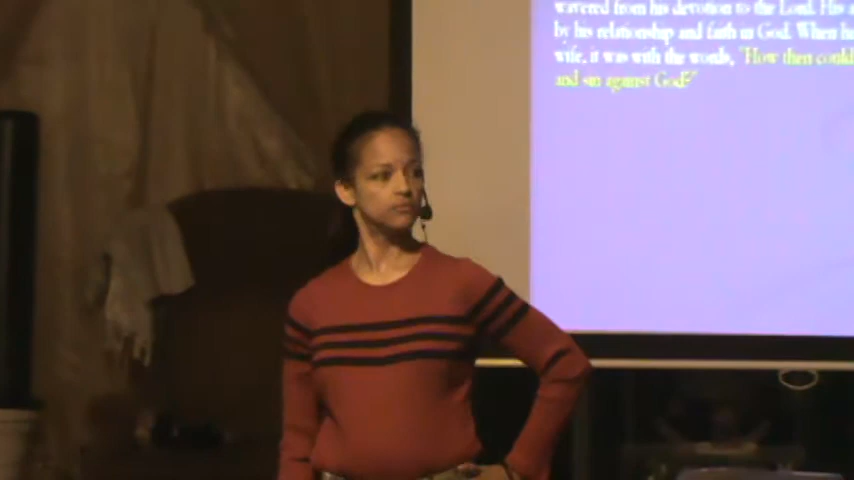 wavered from his devotion to the Lord. His
by his relationship and faith in God. When he
wife, it was with the words, "How then could
and sin against God?"